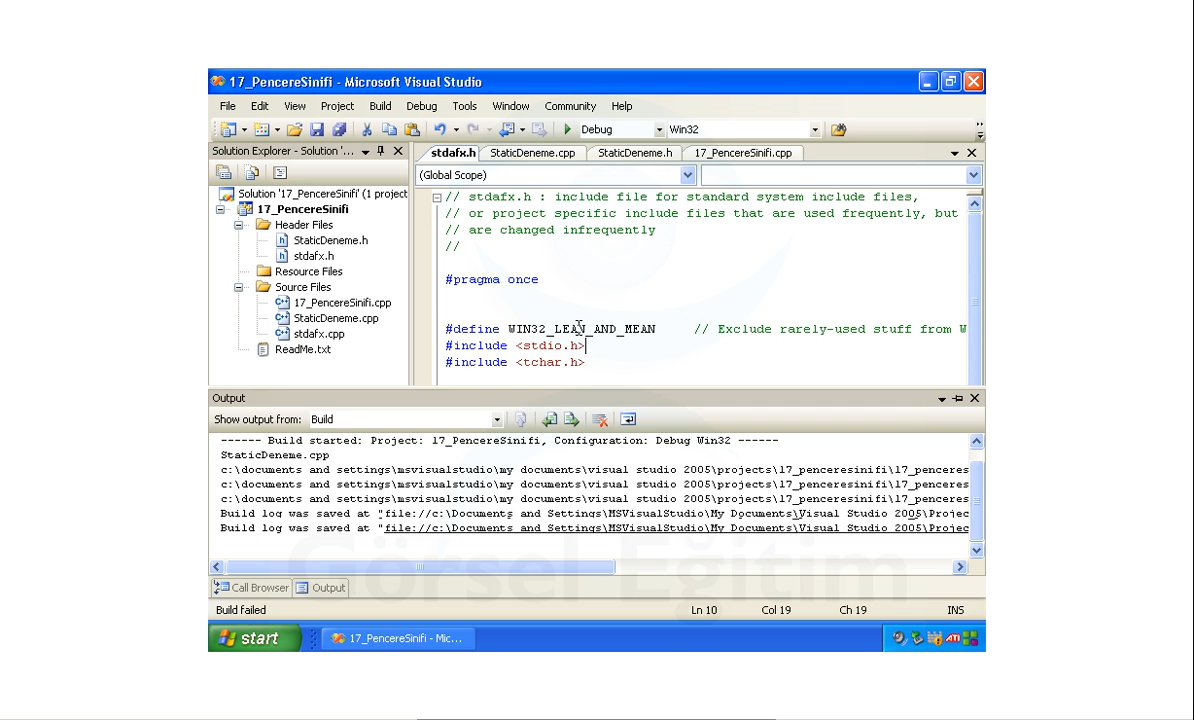 17_PencereSinifi - Microsoft Visual Studio
File Edit View Project Build Debug Tools Window Community Help
Debug Win32
Solution Explorer - Solution '...
stdafx.h StaticDeneme.cpp StaticDeneme.h 17_PencereSinifi.cpp
(Global Scope)
Solution '17_PencereSinifi' (1 project
17_PencereSinifi
Header Files
StaticDeneme.h
stdafx.h
Resource Files
Source Files
17_PencereSinifi.cpp
StaticDeneme.cpp
stdafx.cpp
ReadMe.txt
// stdafx.h : include file for standard system include files,
// or project specific include files that are used frequently, but
// are changed infrequently
//
#pragma once
#define WIN32_LEAN_AND_MEAN // Exclude rarely-used stuff from W
#include <stdio.h>
#include <tchar.h>
Output
Show output from: Build
------ Build started: Project: 17_PencereSinifi, Configuration: Debug Win32 ------
StaticDeneme.cpp
c:\documents and settings\msvisualstudio\my documents\visual studio 2005\projects\17_penceresinifi\17_penceres
c:\documents and settings\msvisualstudio\my documents\visual studio 2005\projects\17_penceresinifi\17_penceres
c:\documents and settings\msvisualstudio\my documents\visual studio 2005\projects\17_penceresinifi\17_penceres
Build log was saved at "file://c:\Documents and Settings\MSVisualStudio\My Documents\Visual Studio 2005\Projec
Build log was saved at "file://c:\Documents and Settings\MSVisualStudio\My Documents\Visual Studio 2005\Projec
Görsel Eğitim
Call Browser Output
Build failed Ln 10 Col 19 Ch 19 INS
start 17_PencereSinifi - Mic... ATI